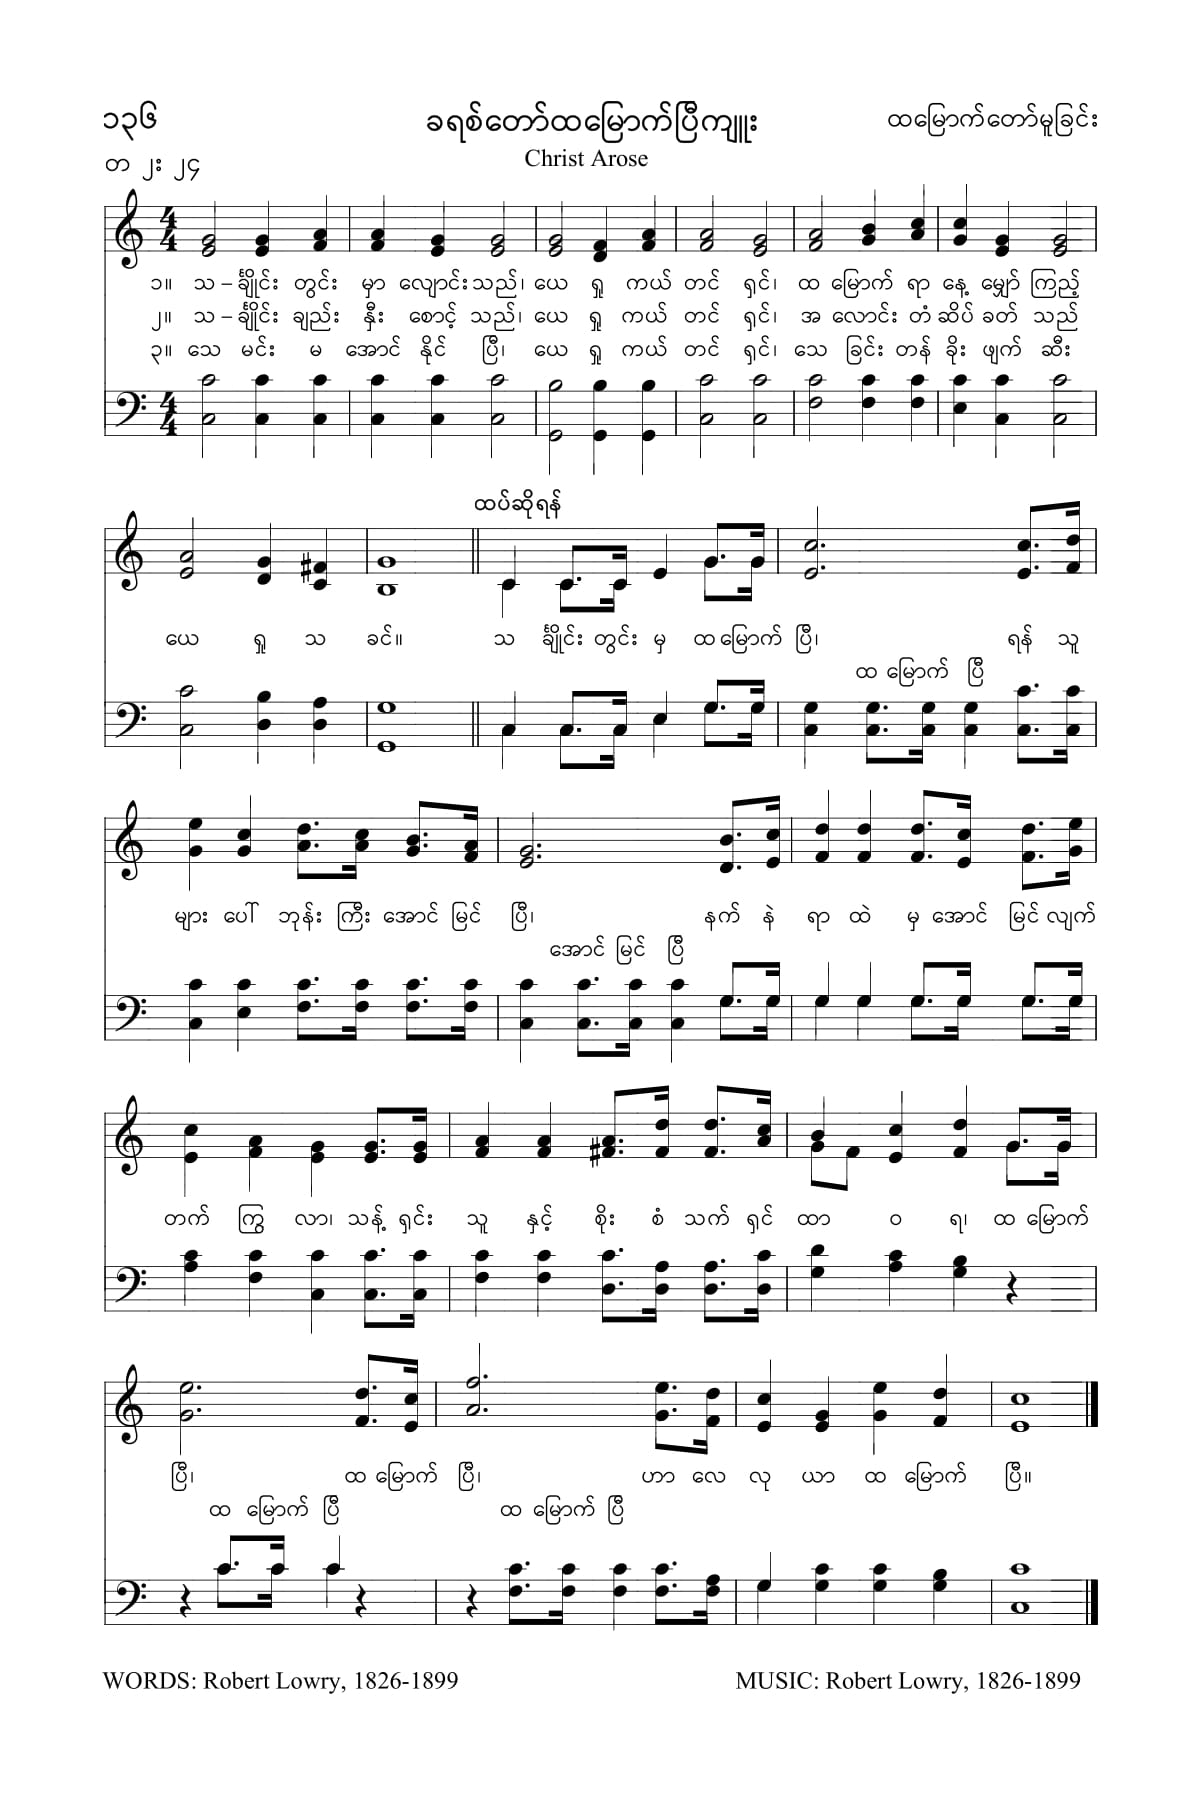 ၁၃၆
ခရစ်တော်ထမြောက်ပြီကျူး
ထမြောက်တော်မူခြင်း
တ ၂း ၂၄
Christ Arose
၁။ သ – ချိုင်း တွင်း မှာ လျောင်း သည်၊ ယေ ရှု ကယ် တင် ရှင်၊ ထ မြောက် ရာ နေ့ မျှော် ကြည့်
၂။ သ – ချိုင်း ချည်း နှီး စောင့် သည်၊ ယေ ရှု ကယ် တင် ရှင်၊ အ လောင်း တံ ဆိပ် ခတ် သည်
၃။ သေ မင်း မ အောင် နိုင် ပြီ၊ ယေ ရှု ကယ် တင် ရှင်၊ သေ ခြင်း တန် ခိုး ဖျက် ဆီး
ထပ်ဆိုရန်
ယေ ရှု သ ခင်။ သ ချိုင်း တွင်း မှ ထ မြောက် ပြီ၊ ရန် သူ
ထ မြောက် ပြီ
များ ပေါ် ဘုန်း ကြီး အောင် မြင် ပြီ၊ နက် နဲ ရာ ထဲ မှ အောင် မြင် လျက်
အောင် မြင် ပြီ
တက် ကြွ လာ၊ သန့် ရှင်း သူ နှင့် စိုး စံ သက် ရှင် ထာ ဝ ရ၊ ထ မြောက်
ပြီ၊ ထ မြောက် ပြီ၊ ဟာ လေ လု ယာ ထ မြောက် ပြီ။
ထ မြောက် ပြီ ထ မြောက် ပြီ
WORDS: Robert Lowry, 1826-1899
MUSIC: Robert Lowry, 1826-1899